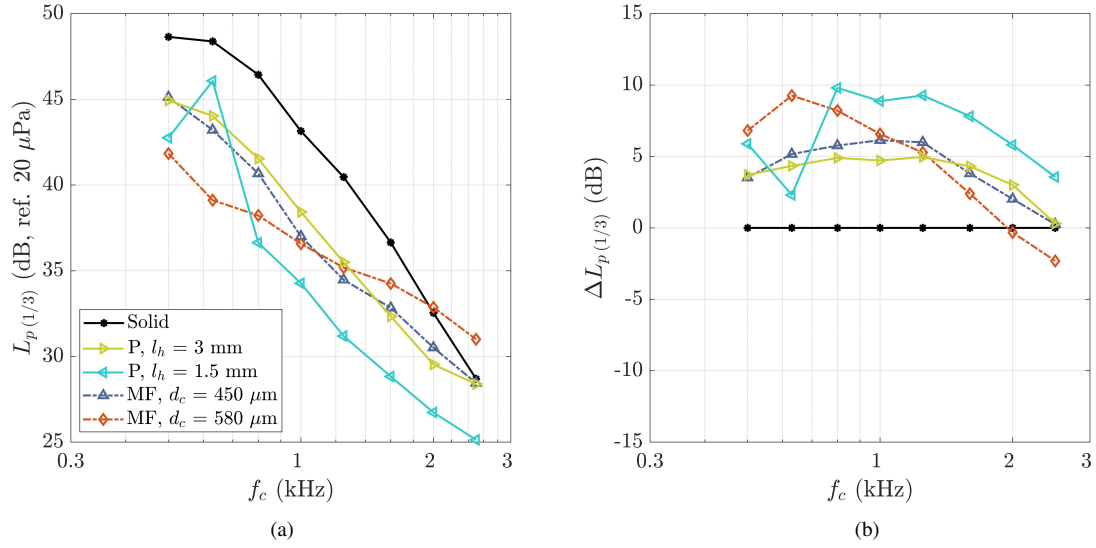 50
45
40
35
30
25
0.3
1
2
3
L_p (1/3) (dB, ref. 20 μPa)
f_c (kHz)
Solid
P, l_h = 3 mm
P, l_h = 1.5 mm
MF, d_c = 450 μm
MF, d_c = 580 μm
(a)
15
10
5
0
-5
-10
-15
0.3
1
2
3
ΔL_p (1/3) (dB)
f_c (kHz)
(b)